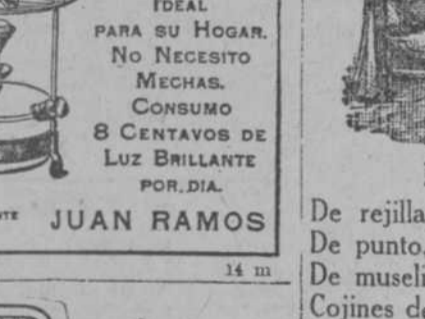 IDEAL
PARA SU HOGAR.
NO NECESITO
MECHAS.
CONSUMO
8 CENTAVOS DE
LUZ BRILLANTE
POR.DIA.
JUAN RAMOS
14 m
De rejilla
De punto,
De museli
Cojines de